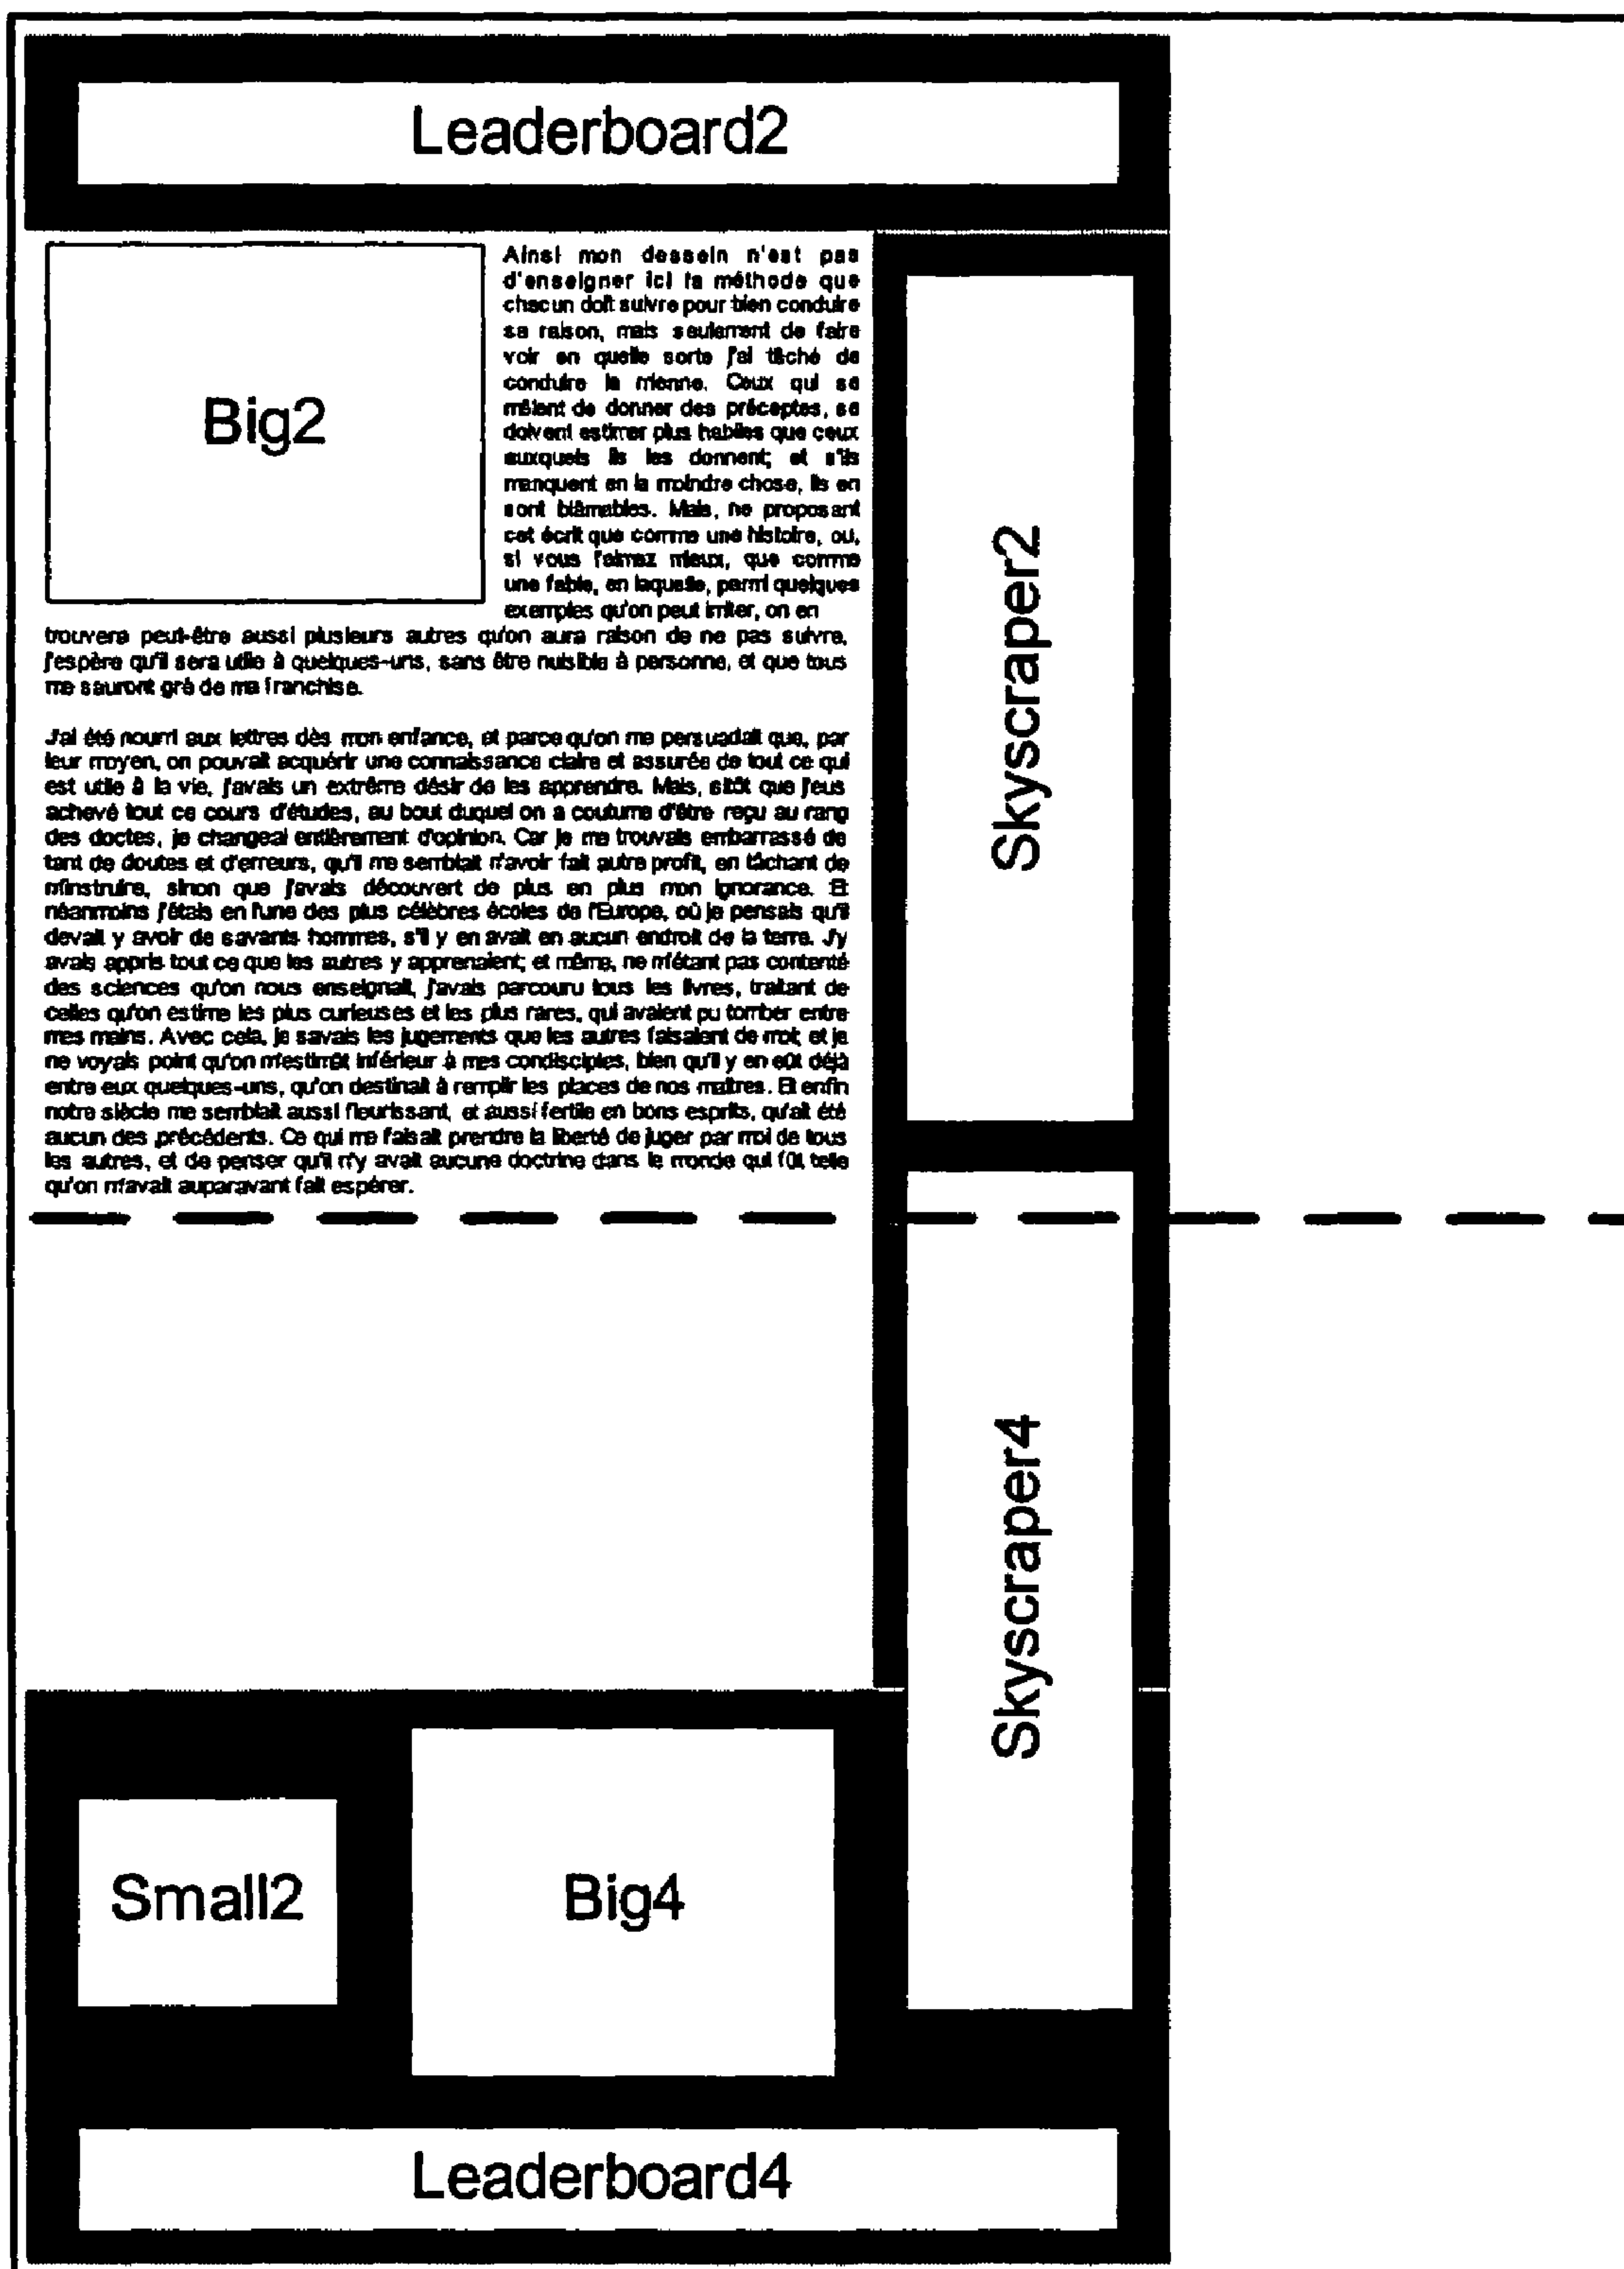 Leaderboard2
Big2
Ainsi mon dessein n'est pas
d'enseigner ici la méthode que
chacun doit suivre pour bien conduire
sa raison, mais seulement de faire
voir en quelle sorte j'ai tâché de
conduire la mienne. Ceux qui se
mêlent de donner des préceptes, se
doivent estimer plus habiles que ceux
auxquels ils les donnent; et s'ils
manquent en la moindre chose, ils en
sont blâmables. Mais, ne proposant
cet écrit que comme une histoire, ou,
si vous l'aimez mieux, que comme
une fable, en laquelle, parmi quelques
exemples qu'on peut imiter, on en
trouvera peut-être aussi plusieurs autres qu'on aura raison de ne pas suivre,
j'espère qu'il sera utile à quelques-uns, sans être nuisible à personne, et que tous
me sauront gré de ma franchise.
J'ai été nourri aux lettres dès mon enfance, et parce qu'on me persuadait que, par
leur moyen, on pouvait acquérir une connaissance claire et assurée de tout ce qui
est utile à la vie, j'avais un extrême désir de les apprendre. Mais, sitôt que j'eus
achevé tout ce cours d'études, au bout duquel on a coutume d'être reçu au rang
des doctes, je changeai entièrement d'opinion. Car je me trouvais embarrassé de
tant de doutes et d'erreurs, qu'il me semblait n'avoir fait autre profit, en tâchant de
m'instruire, sinon que j'avais découvert de plus en plus mon ignorance. Et
néanmoins j'étais en l'une des plus célèbres écoles de l'Europe, où je pensais qu'il
devait y avoir de savants hommes, s'il y en avait en aucun endroit de la terre. J'y
avais appris tout ce que les autres y apprenaient; et même, ne m'étant pas contenté
des sciences qu'on nous enseignait, j'avais parcouru tous les livres, traitant de
celles qu'on estime les plus curieuses et les plus rares, qui avaient pu tomber entre
mes mains. Avec cela, je savais les jugements que les autres faisaient de moi; et je
ne voyais point qu'on m'estimât inférieur à mes condisciples, bien qu'il y en eût déjà
entre eux quelques-uns, qu'on destinait à remplir les places de nos maîtres. Et enfin
notre siècle me semblait aussi fleurissant, et aussi fertile en bons esprits, qu'ait été
aucun des précédents. Ce qui me faisait prendre la liberté de juger par moi de tous
les autres, et de penser qu'il n'y avait aucune doctrine dans le monde qui fût telle
qu'on m'avait auparavant fait espérer.
Skyscraper2
Skyscraper4
Small2
Big4
Leaderboard4